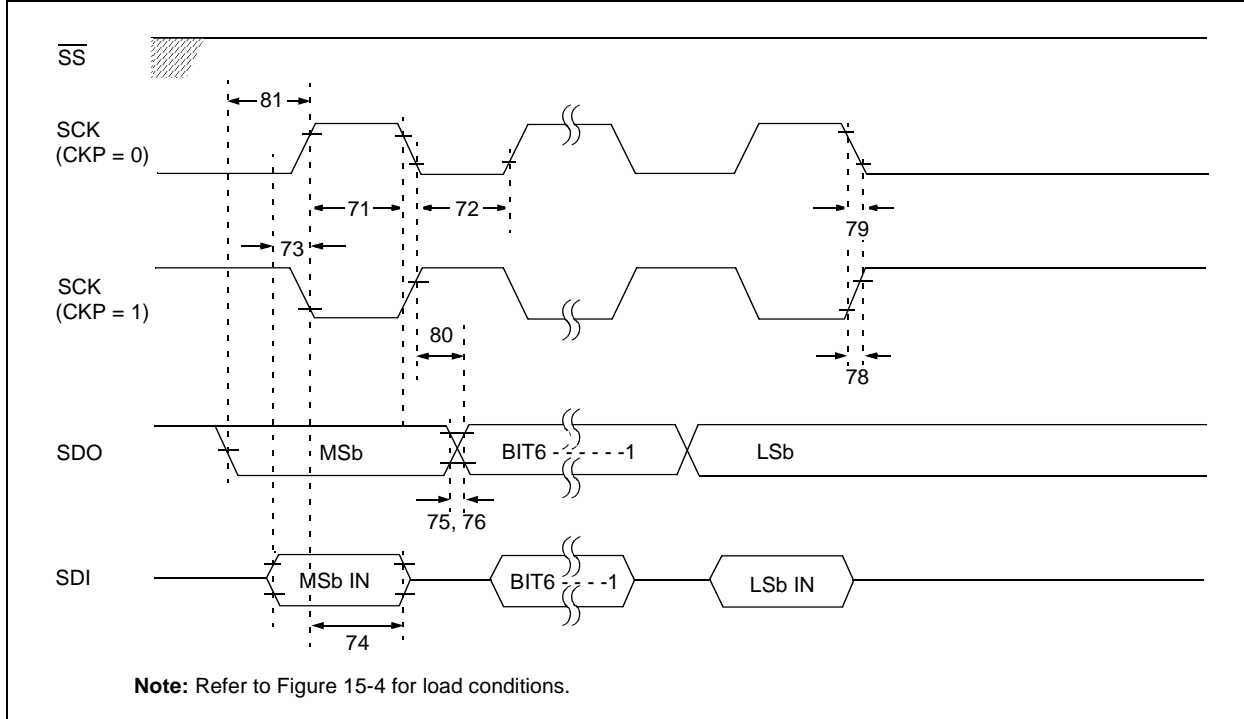 SS
81
SCK
(CKP = 0)
71
72
79
73
SCK
(CKP = 1)
80
78
SDO
MSb
BIT6 - - - - - -1
LSb
75, 76
SDI
MSb IN
BIT6 - - - -1
LSb IN
74
Note: Refer to Figure 15-4 for load conditions.